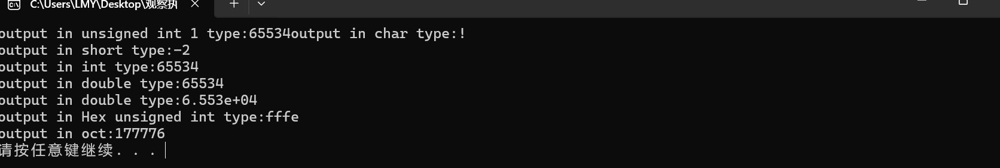 C:\Users\LMY\Desktop\观察执
output in unsigned int 1 type:65534output in char type:!
output in short type:-2
output in int type:65534
output in double type:65534
output in double type:6.553e+04
output in Hex unsigned int type:fffe
output in oct:177776
请按任意键继续. . .